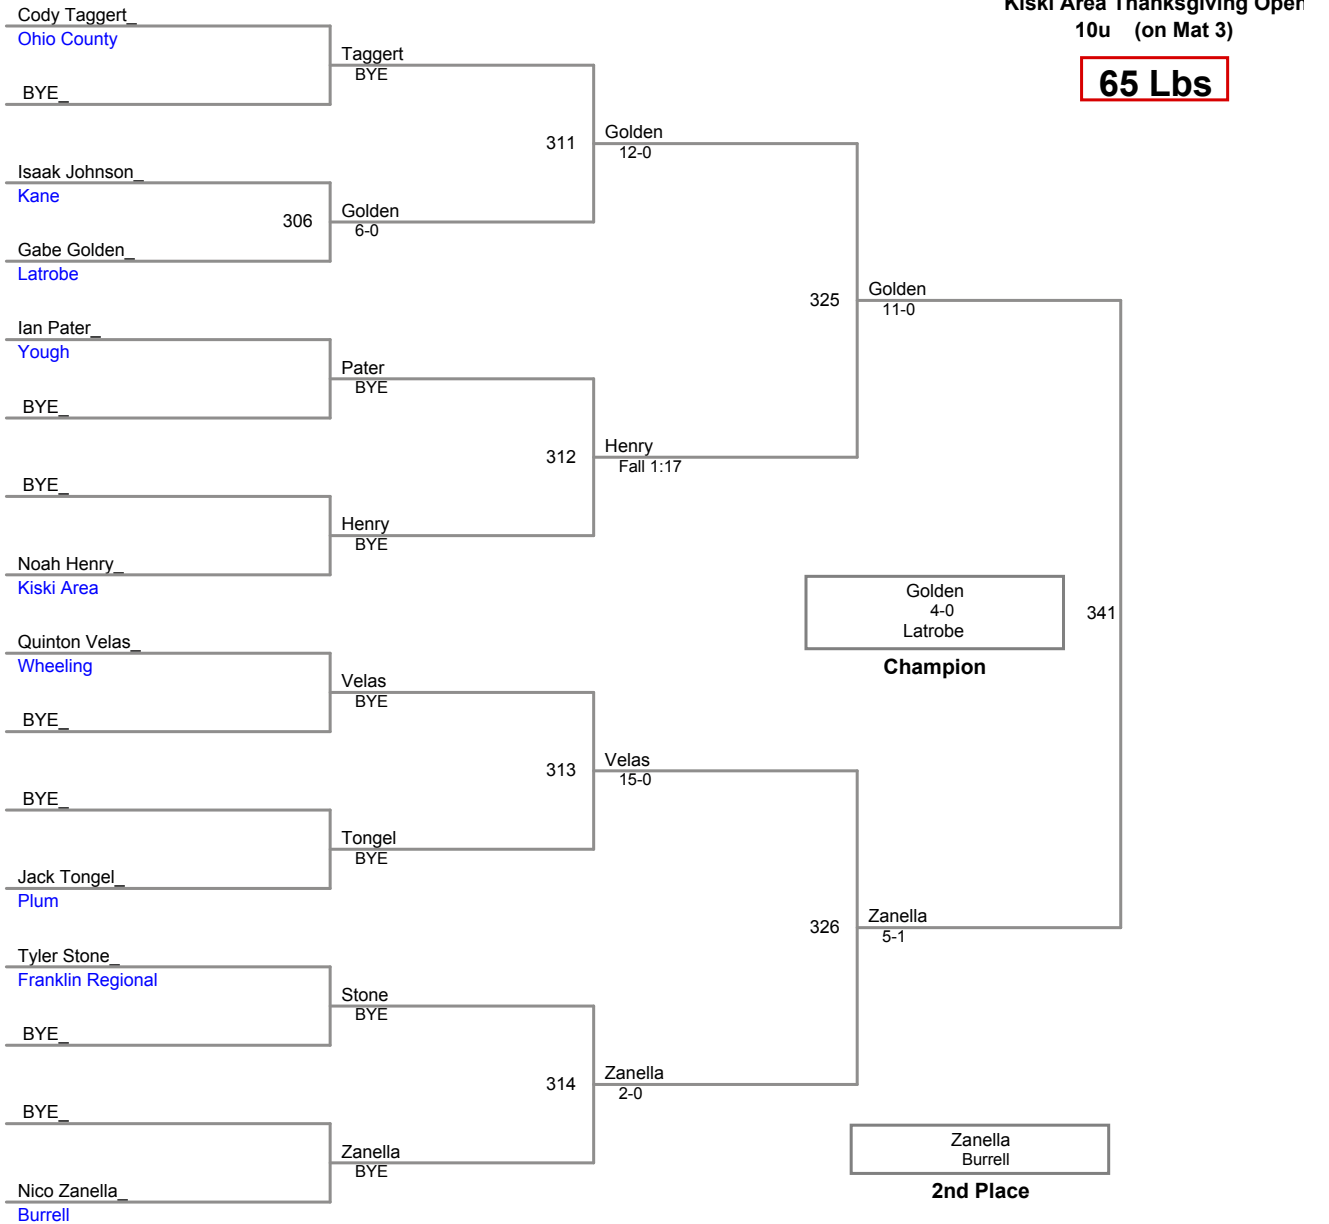 Kiski Area Thanksgiving Open
10u (on Mat 3)
65 Lbs
Cody Taggert_
Ohio County
BYE_
Isaak Johnson_
Kane
Gabe Golden_
Latrobe
Ian Pater_
Yough
BYE_
BYE_
Noah Henry_
Kiski Area
Quinton Velas_
Wheeling
BYE_
BYE_
Jack Tongel_
Plum
Tyler Stone_
Franklin Regional
BYE_
BYE_
Nico Zanella_
Burrell
Taggert
BYE
306
Golden
6-0
Pater
BYE
Henry
BYE
Velas
BYE
Tongel
BYE
Stone
BYE
Zanella
BYE
311
Golden
12-0
312
Henry
Fall 1:17
313
Velas
15-0
314
Zanella
2-0
325
Golden
11-0
326
Zanella
5-1
341
Golden
4-0
Latrobe
Champion
Zanella
Burrell
2nd Place